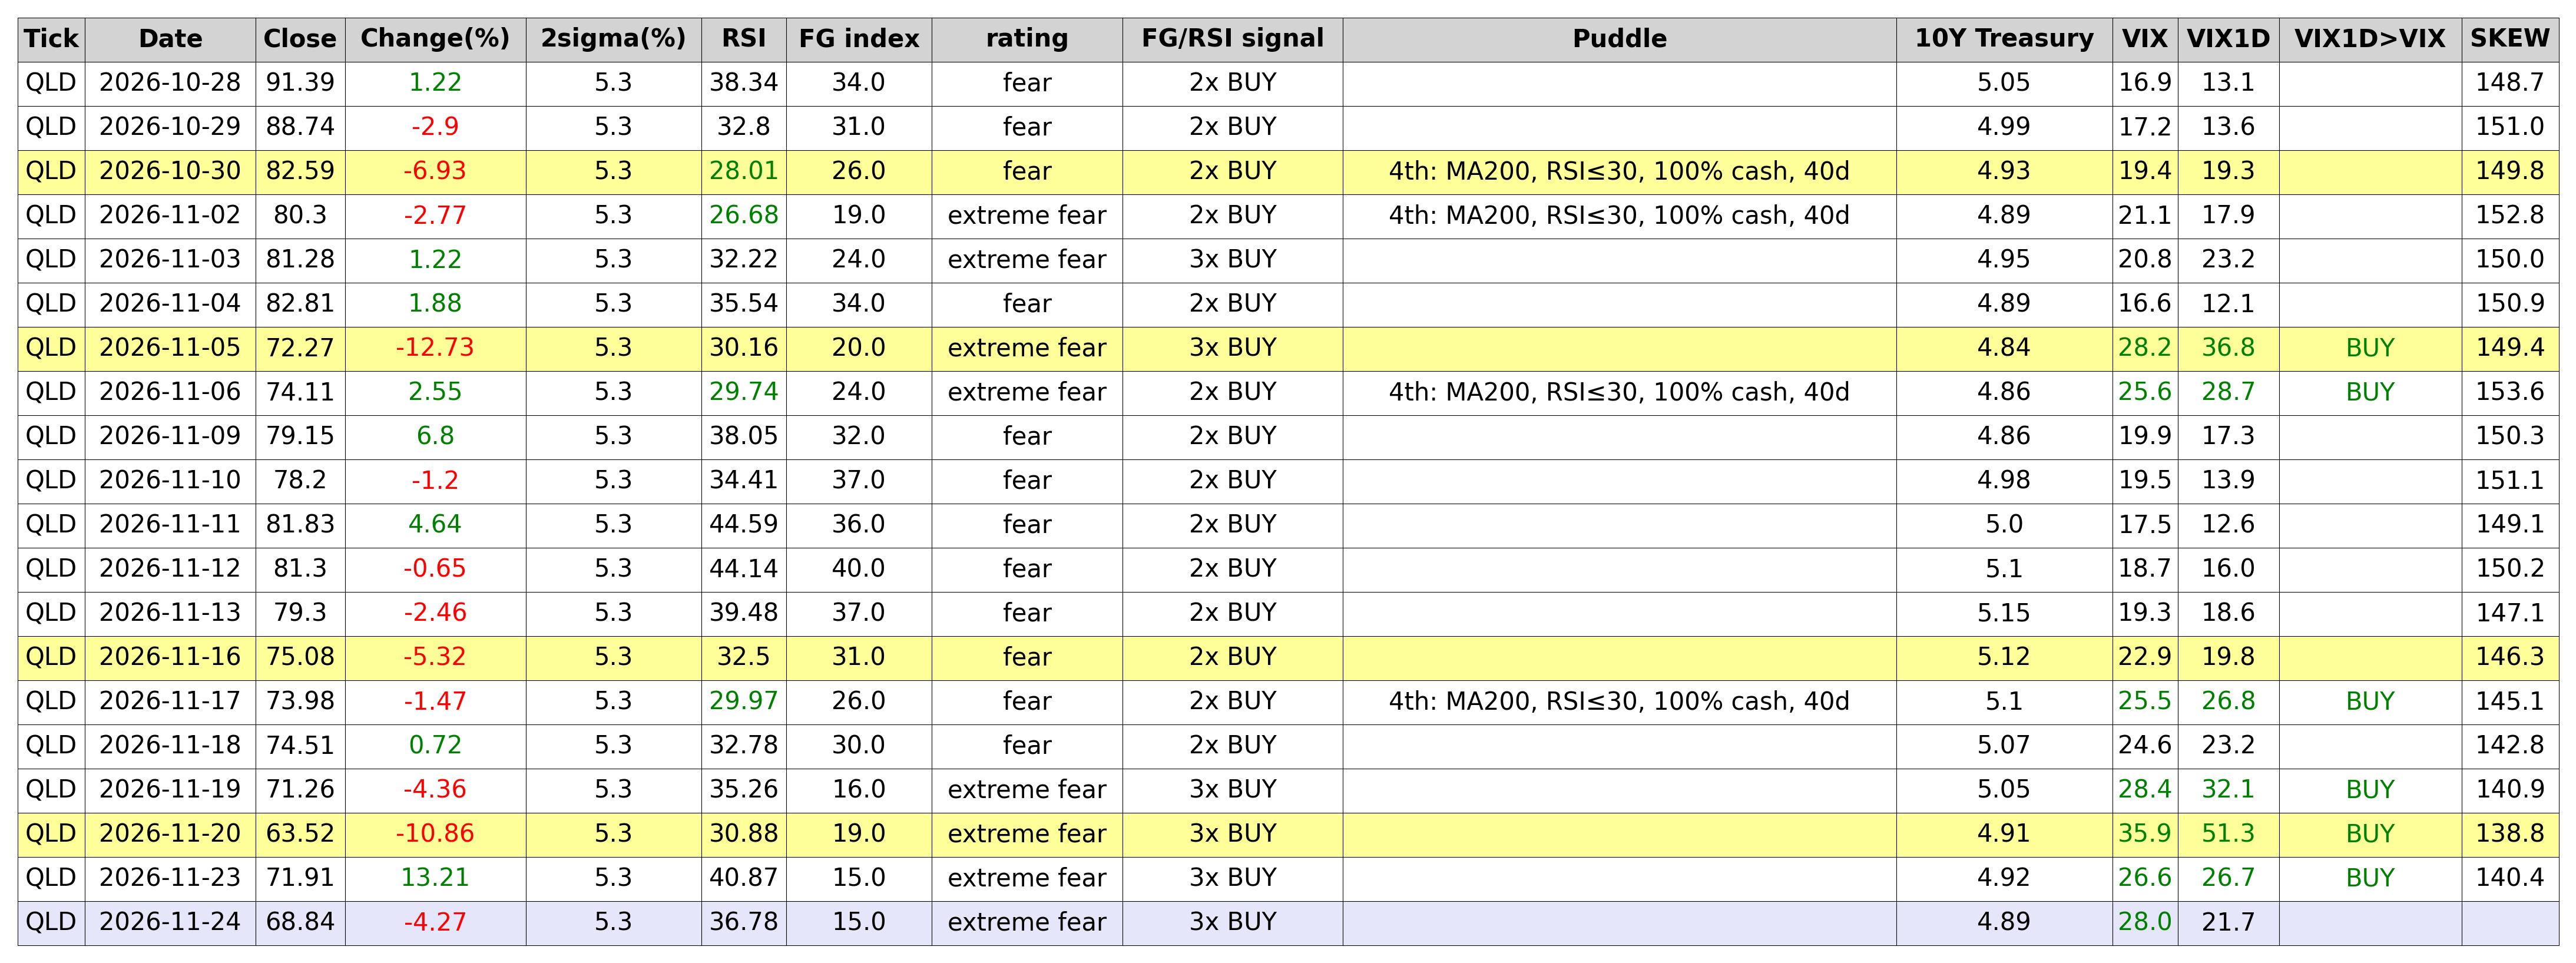 Tick Date Close Change(%) 2sigma(%) RSI FG index rating FG/RSI signal Puddle 10Y Treasury VIX VIX1D VIX1D>VIX SKEW
QLD 2026-10-28 91.39 1.22 5.3 38.34 34.0 fear 2x BUY 5.05 16.9 13.1 148.7
QLD 2026-10-29 88.74 -2.9 5.3 32.8 31.0 fear 2x BUY 4.99 17.2 13.6 151.0
QLD 2026-10-30 82.59 -6.93 5.3 28.01 26.0 fear 2x BUY 4th: MA200, RSI≤30, 100% cash, 40d 4.93 19.4 19.3 149.8
QLD 2026-11-02 80.3 -2.77 5.3 26.68 19.0 extreme fear 2x BUY 4th: MA200, RSI≤30, 100% cash, 40d 4.89 21.1 17.9 152.8
QLD 2026-11-03 81.28 1.22 5.3 32.22 24.0 extreme fear 3x BUY 4.95 20.8 23.2 150.0
QLD 2026-11-04 82.81 1.88 5.3 35.54 34.0 fear 2x BUY 4.89 16.6 12.1 150.9
QLD 2026-11-05 72.27 -12.73 5.3 30.16 20.0 extreme fear 3x BUY 4.84 28.2 36.8 BUY 149.4
QLD 2026-11-06 74.11 2.55 5.3 29.74 24.0 extreme fear 2x BUY 4th: MA200, RSI≤30, 100% cash, 40d 4.86 25.6 28.7 BUY 153.6
QLD 2026-11-09 79.15 6.8 5.3 38.05 32.0 fear 2x BUY 4.86 19.9 17.3 150.3
QLD 2026-11-10 78.2 -1.2 5.3 34.41 37.0 fear 2x BUY 4.98 19.5 13.9 151.1
QLD 2026-11-11 81.83 4.64 5.3 44.59 36.0 fear 2x BUY 5.0 17.5 12.6 149.1
QLD 2026-11-12 81.3 -0.65 5.3 44.14 40.0 fear 2x BUY 5.1 18.7 16.0 150.2
QLD 2026-11-13 79.3 -2.46 5.3 39.48 37.0 fear 2x BUY 5.15 19.3 18.6 147.1
QLD 2026-11-16 75.08 -5.32 5.3 32.5 31.0 fear 2x BUY 5.12 22.9 19.8 146.3
QLD 2026-11-17 73.98 -1.47 5.3 29.97 26.0 fear 2x BUY 4th: MA200, RSI≤30, 100% cash, 40d 5.1 25.5 26.8 BUY 145.1
QLD 2026-11-18 74.51 0.72 5.3 32.78 30.0 fear 2x BUY 5.07 24.6 23.2 142.8
QLD 2026-11-19 71.26 -4.36 5.3 35.26 16.0 extreme fear 3x BUY 5.05 28.4 32.1 BUY 140.9
QLD 2026-11-20 63.52 -10.86 5.3 30.88 19.0 extreme fear 3x BUY 4.91 35.9 51.3 BUY 138.8
QLD 2026-11-23 71.91 13.21 5.3 40.87 15.0 extreme fear 3x BUY 4.92 26.6 26.7 BUY 140.4
QLD 2026-11-24 68.84 -4.27 5.3 36.78 15.0 extreme fear 3x BUY 4.89 28.0 21.7